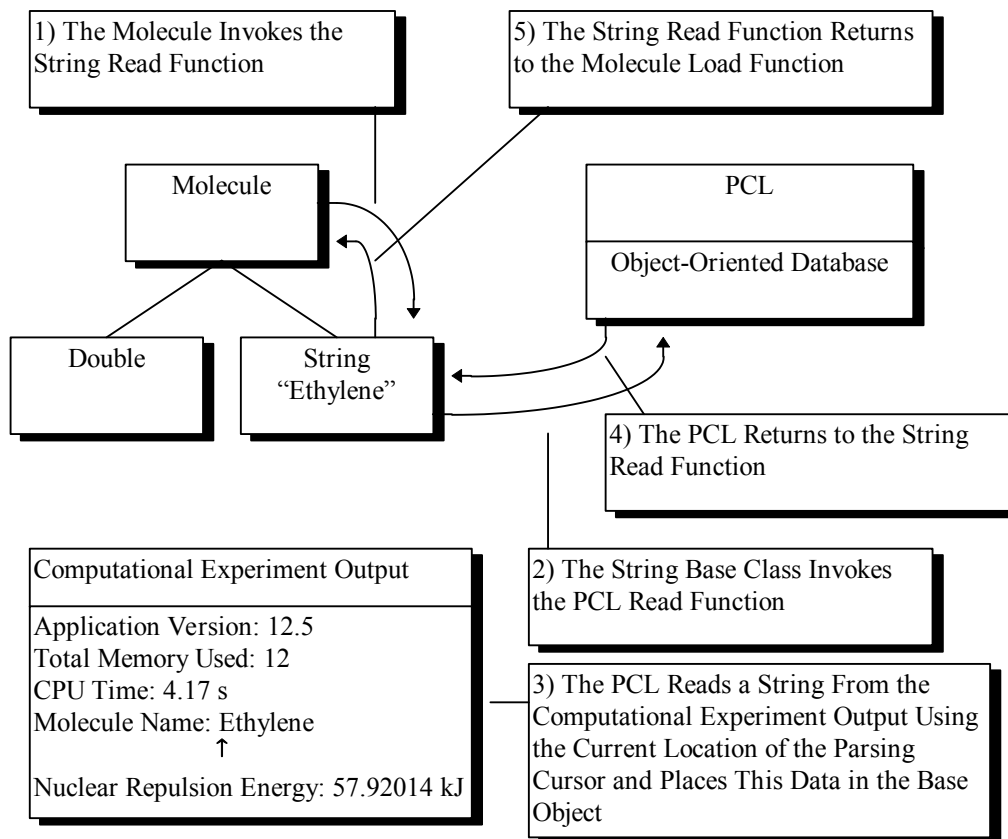 1) The Molecule Invokes the
String Read Function
5) The String Read Function Returns
to the Molecule Load Function
Molecule
PCL
Object-Oriented Database
Double
String
“Ethylene”
4) The PCL Returns to the String
Read Function
Computational Experiment Output
Application Version: 12.5
Total Memory Used: 12
CPU Time: 4.17 s
Molecule Name: Ethylene
↑
Nuclear Repulsion Energy: 57.92014 kJ
2) The String Base Class Invokes
the PCL Read Function
3) The PCL Reads a String From the
Computational Experiment Output Using
the Current Location of the Parsing
Cursor and Places This Data in the Base
Object